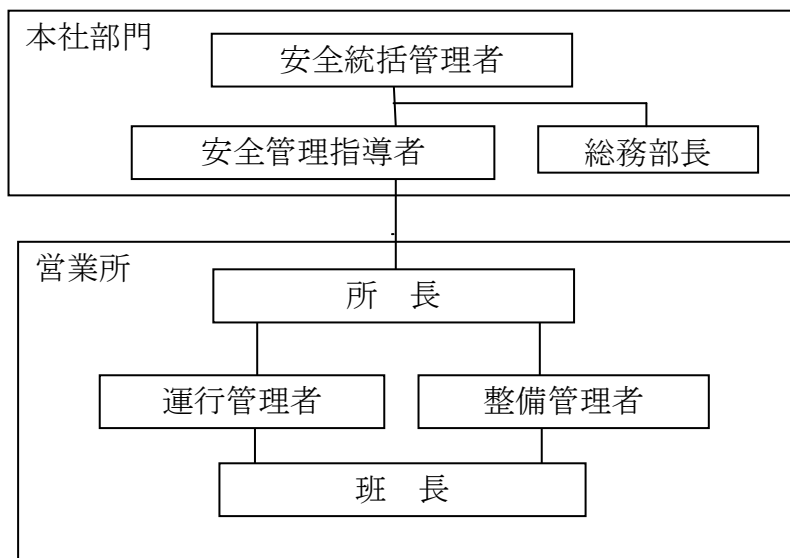 本社部門
安全統括管理者
安全管理指導者
総務部長
営業所
所　長
運行管理者
整備管理者
班　長